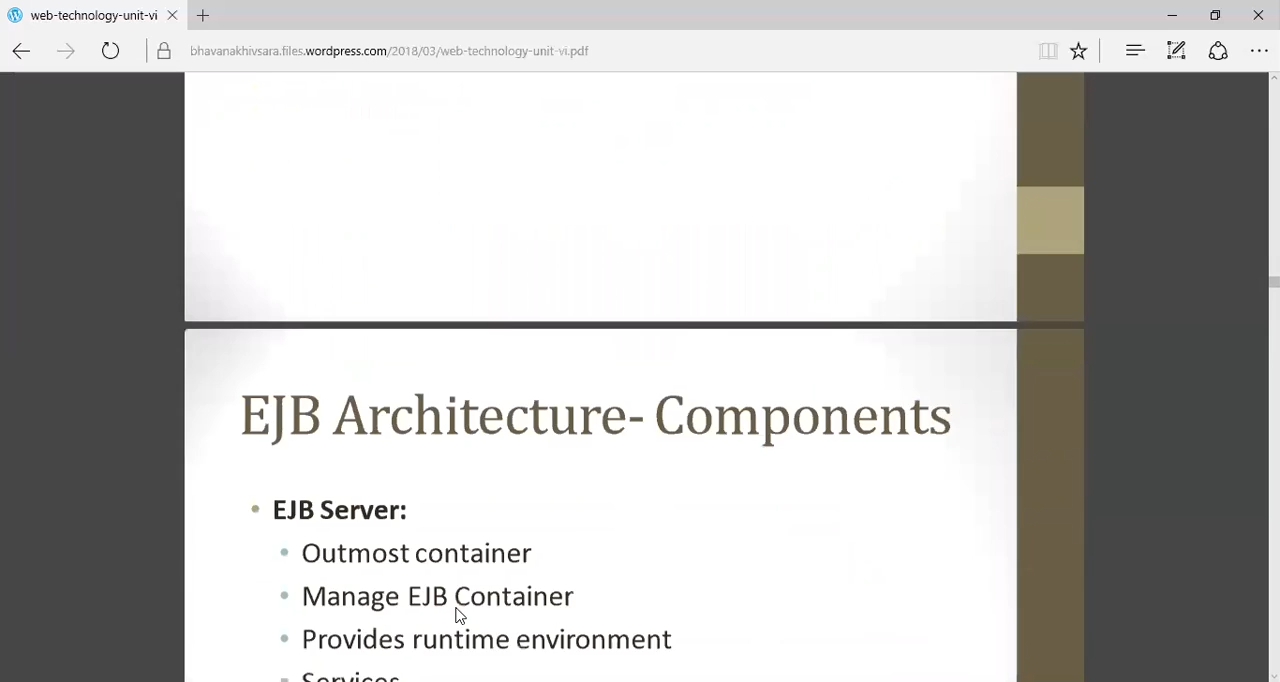 web-technology-unit-vi
bhavanakhivsara.files.wordpress.com/2018/03/web-technology-unit-vi.pdf
EJB Architecture- Components
• EJB Server:
• Outmost container
• Manage EJB Container
• Provides runtime environment
Services